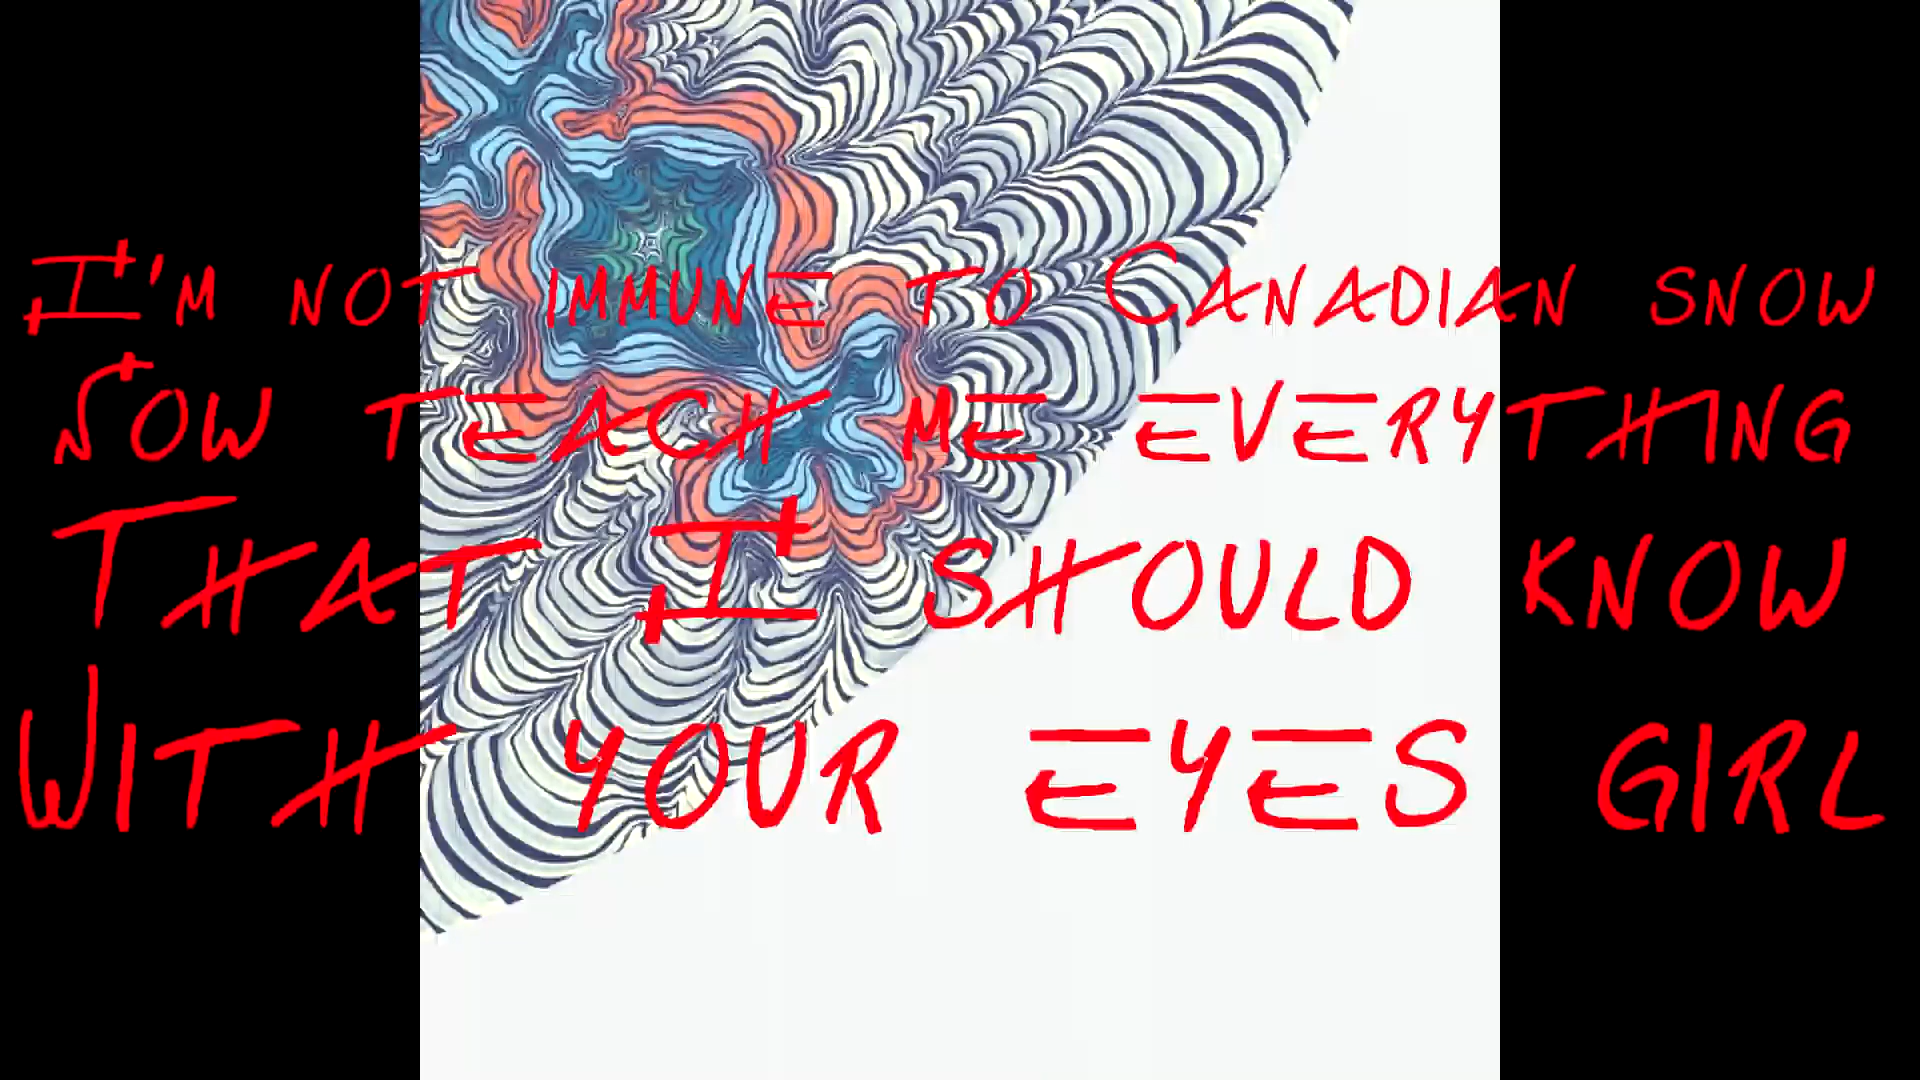 I'm not immune to Canadian snow
Now teach me everything
That I should know
With your eyes girl